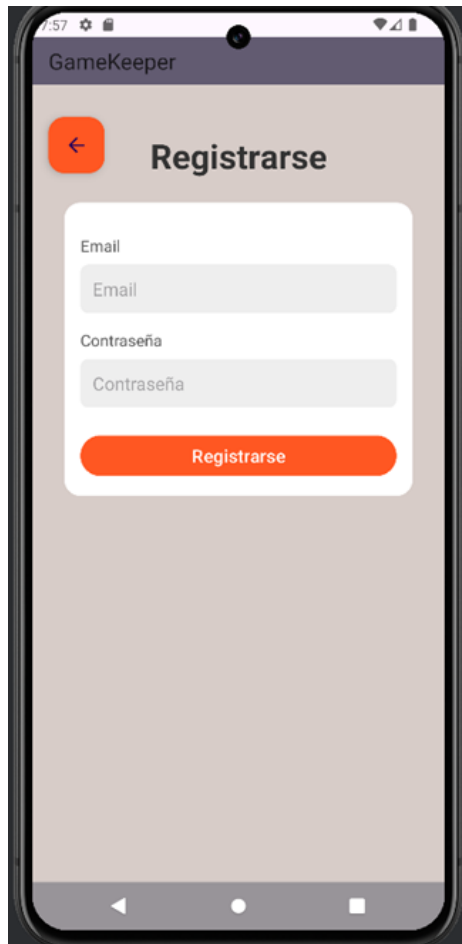 7:57
GameKeeper
Registrarse
Email
Email
Contraseña
Contraseña
Registrarse